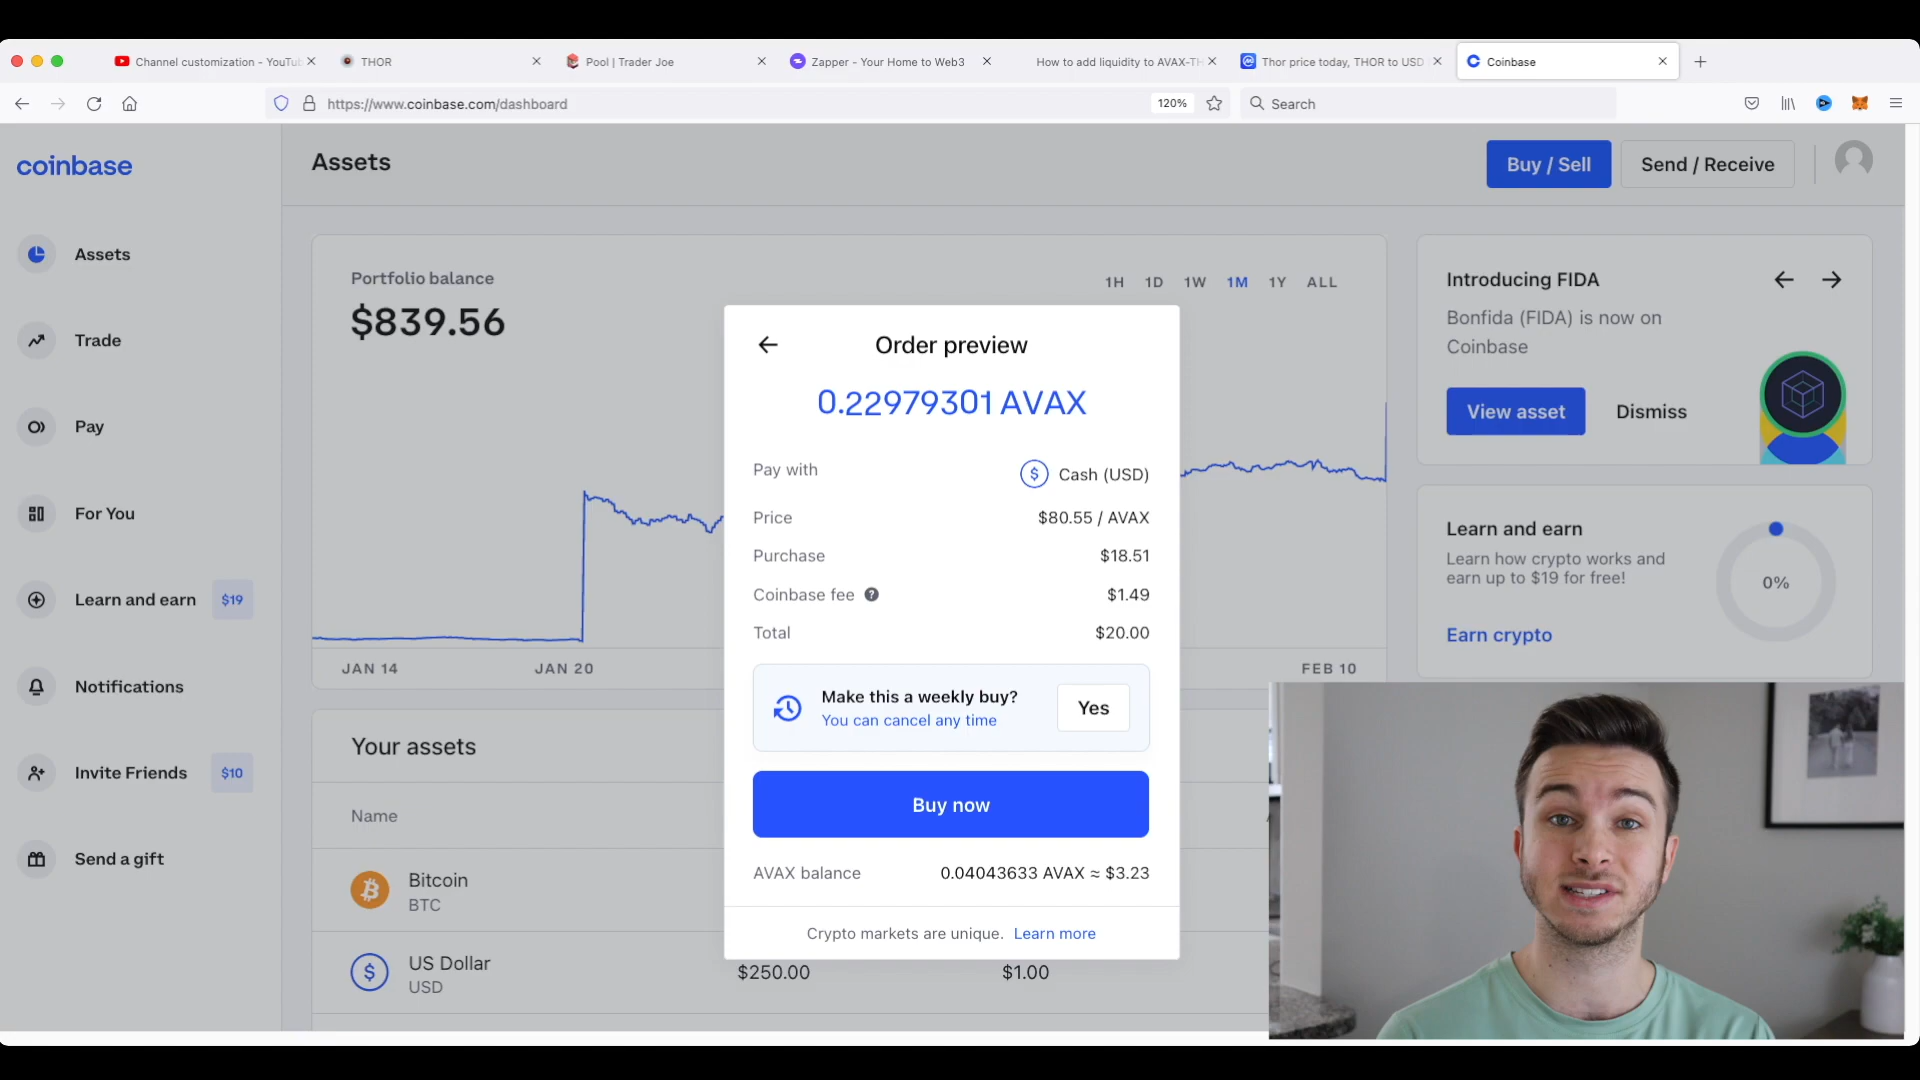 Channel customization - YouTu
THOR
Pool | Trader Joe
Zapper - Your Home to Web3
How to add liquidity to AVAX-TH
Thor price today, THOR to USD
Coinbase
https://www.coinbase.com/dashboard
120%
Search
coinbase
Assets
Buy / Sell
Send / Receive
Assets
Trade
Pay
For You
Learn and earn $19
Notifications
Invite Friends $10
Send a gift
Portfolio balance
$839.56
1H 1D 1W 1M 1Y ALL
JAN 14 JAN 20 FEB 10
Your assets
Name
Bitcoin
BTC
US Dollar
USD
$250.00 $1.00
Order preview
0.22979301 AVAX
Pay with $ Cash (USD)
Price $80.55 / AVAX
Purchase $18.51
Coinbase fee ? $1.49
Total $20.00
Make this a weekly buy?
You can cancel any time
Yes
Buy now
AVAX balance 0.04043633 AVAX ≈ $3.23
Crypto markets are unique. Learn more
Introducing FIDA
Bonfida (FIDA) is now on
Coinbase
View asset Dismiss
Learn and earn
Learn how crypto works and
earn up to $19 for free!
0%
Earn crypto